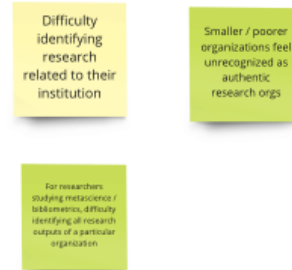 Difficulty
identifying
research
related to their
institution
Smaller / poorer
organizations feel
unrecognized as
authentic
research orgs
For researchers
studying metascience /
bibliometrics, difficulty
identifying all research
outputs of a particular
organization